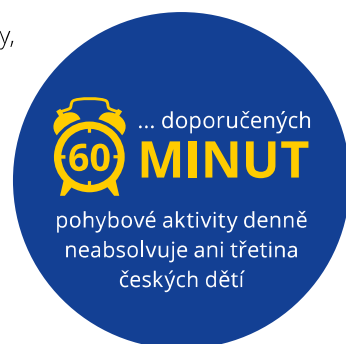 y,
... doporučených
60 MINUT
pohybové aktivity denně
neabsolvuje ani třetina
českých dětí